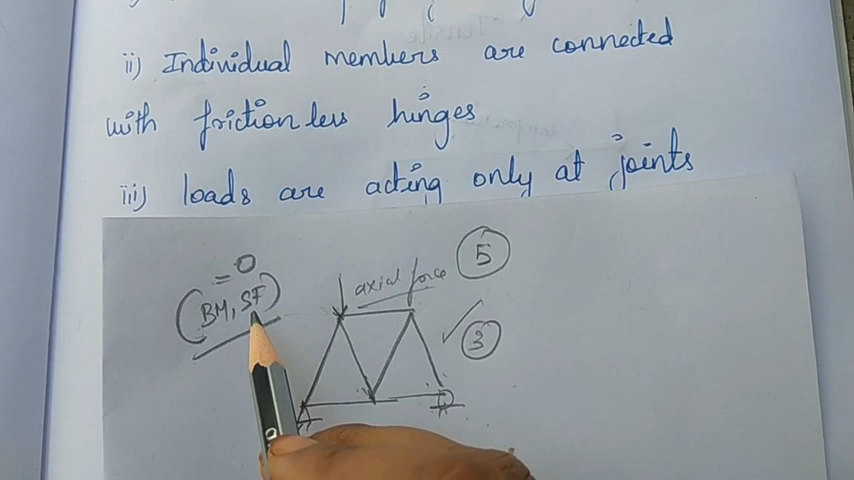 ii) Individual members are connected
with frictionless hinges
iii) loads are acting only at joints
= 0
(BM, SF)
axial force
5
3